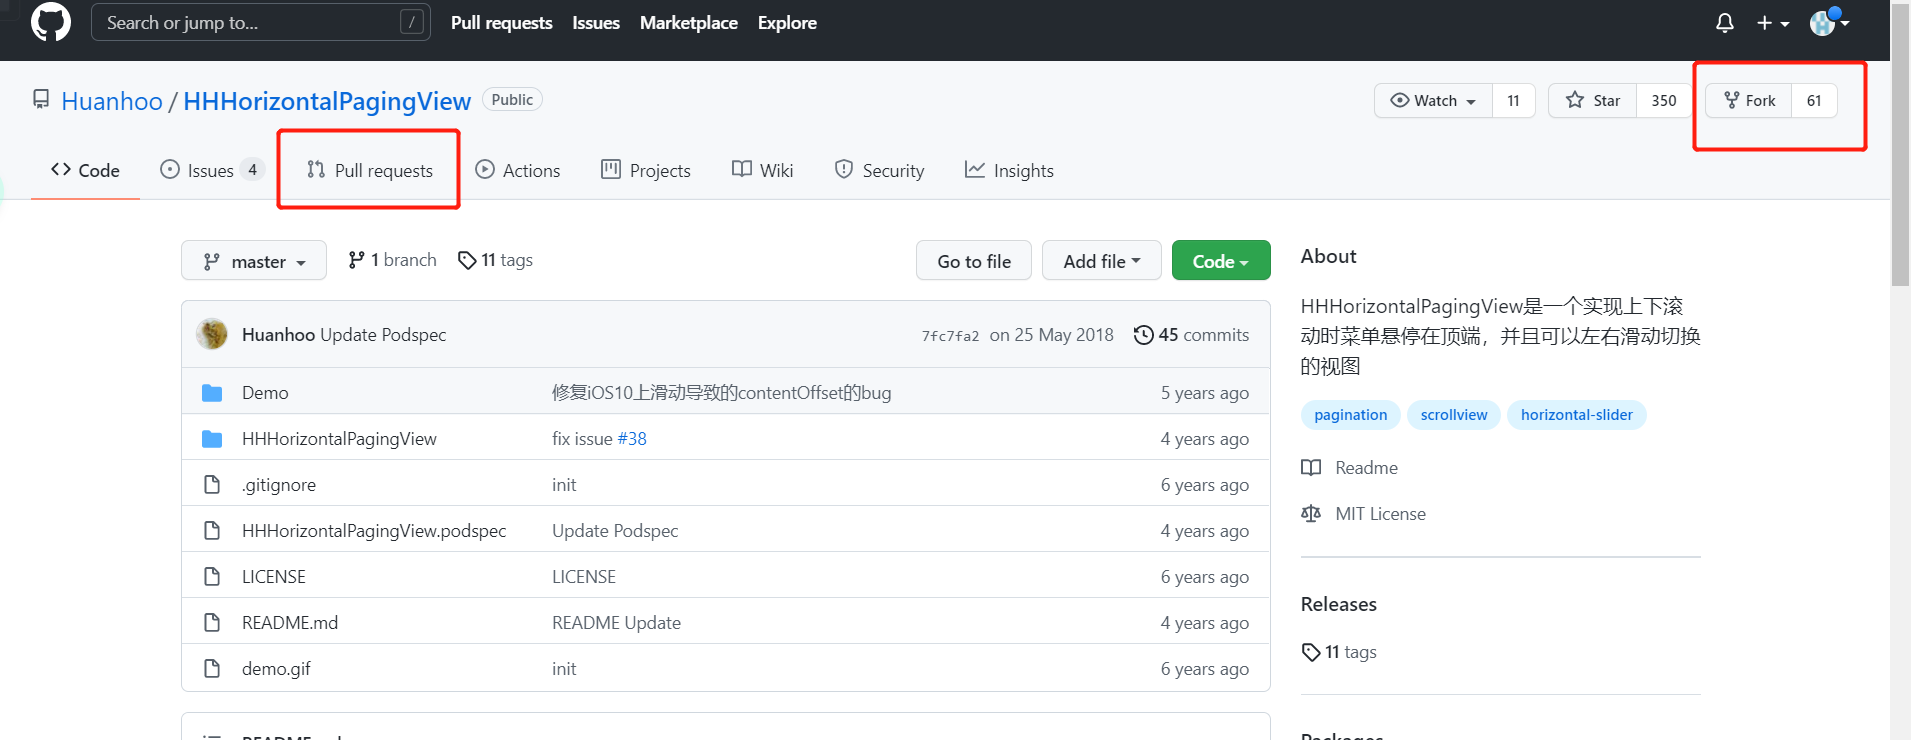 Search or jump to... / Pull requests Issues Marketplace Explore
Huanhoo / HHHorizontalPagingView Public Watch 11 Star 350 Fork 61
Code Issues 4 Pull requests Actions Projects Wiki Security Insights
master 1 branch 11 tags Go to file Add file Code
Huanhoo Update Podspec 7fc7fa2 on 25 May 2018 45 commits
Demo 修复iOS10上滑动导致的contentOffset的bug 5 years ago
HHHorizontalPagingView fix issue #38 4 years ago
.gitignore init 6 years ago
HHHorizontalPagingView.podspec Update Podspec 4 years ago
LICENSE LICENSE 6 years ago
README.md README Update 4 years ago
demo.gif init 6 years ago
README.md
About
HHHorizontalPagingView是一个实现上下滚
动时菜单悬停在顶端，并且可以左右滑动切换
的视图
pagination scrollview horizontal-slider
Readme
MIT License
Releases
11 tags
Packages